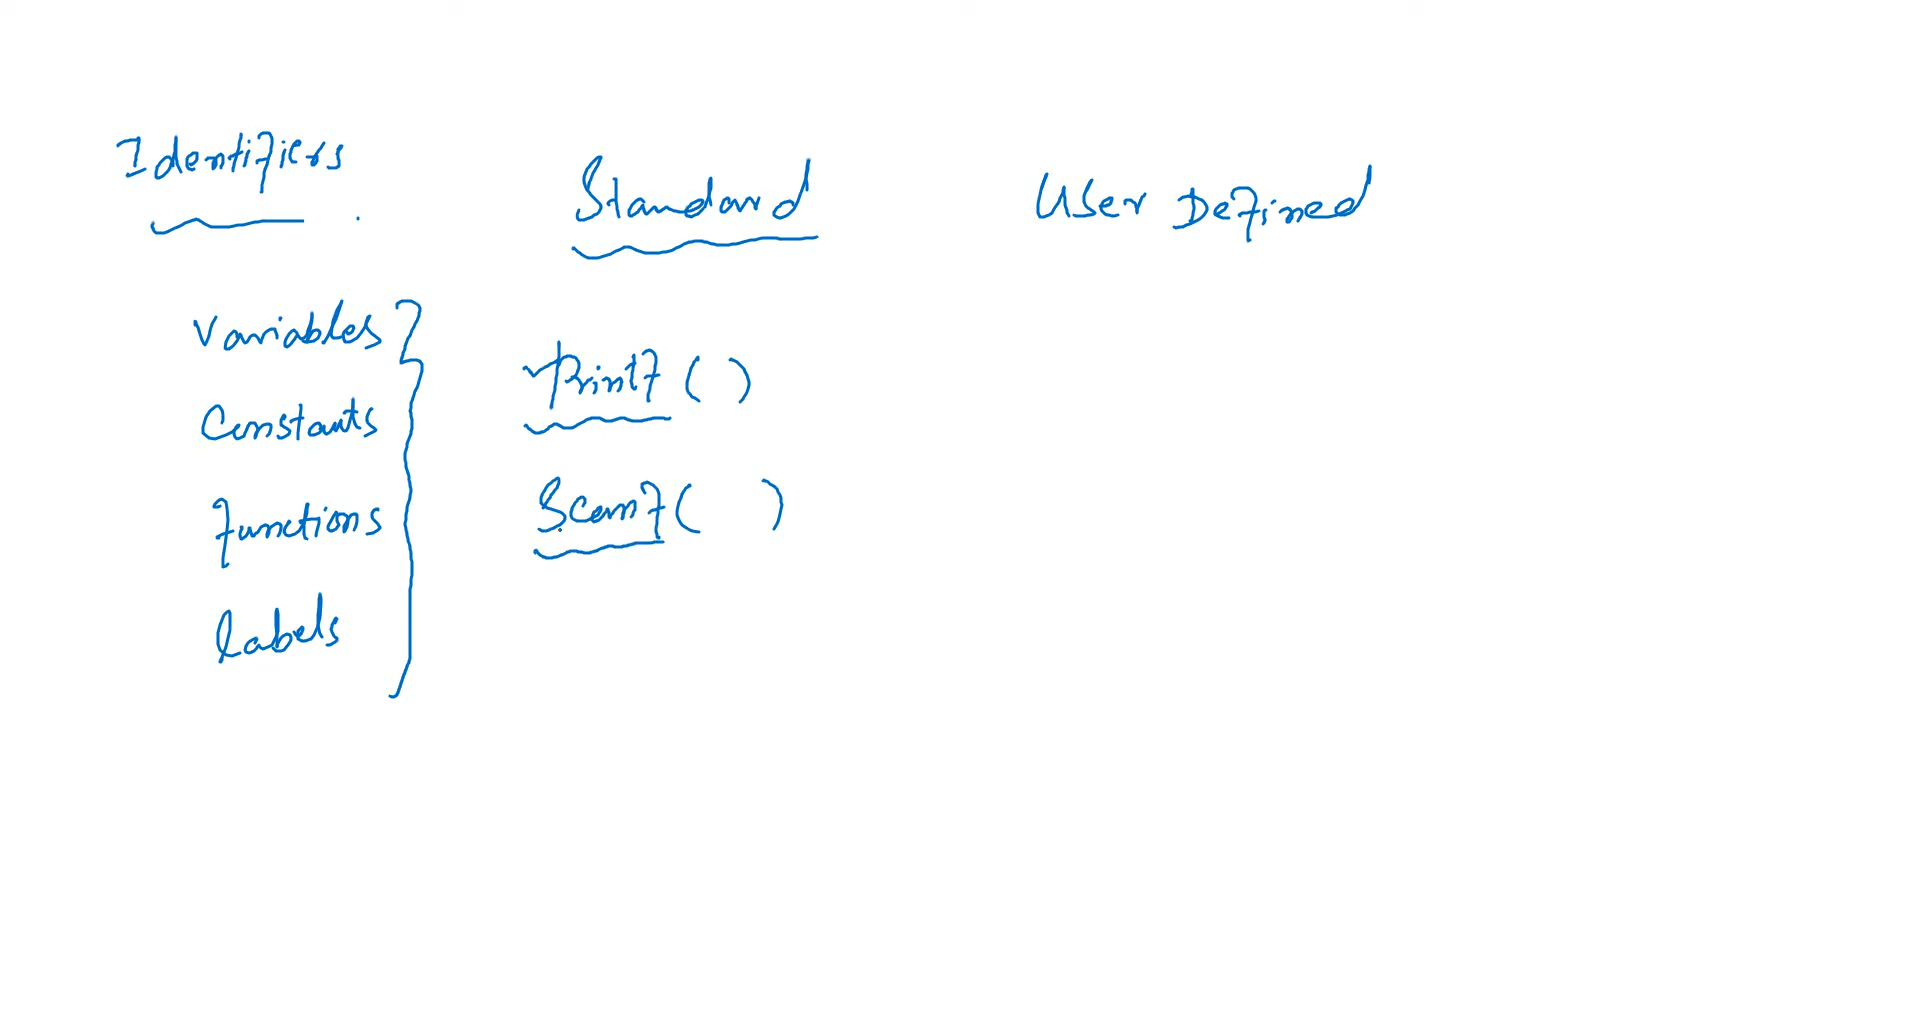 Identifiers
Standard
User Defined
Variables
Constants
functions
labels
Printf ( )
Scanf ( )